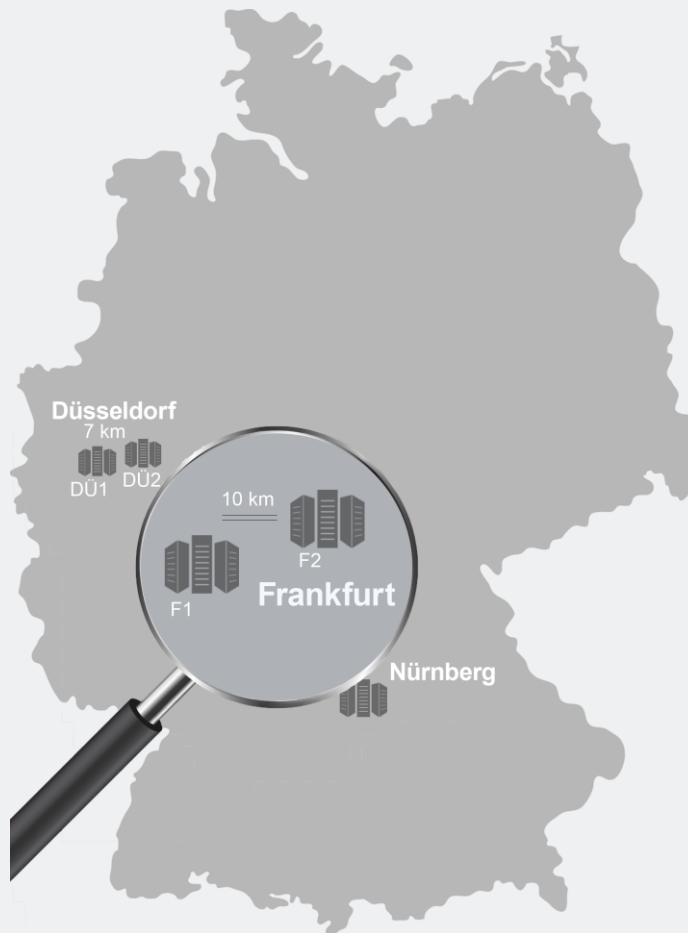 Düsseldorf
7 km
DÜ1
DÜ2
10 km
F2
F1
Frankfurt
Nürnberg